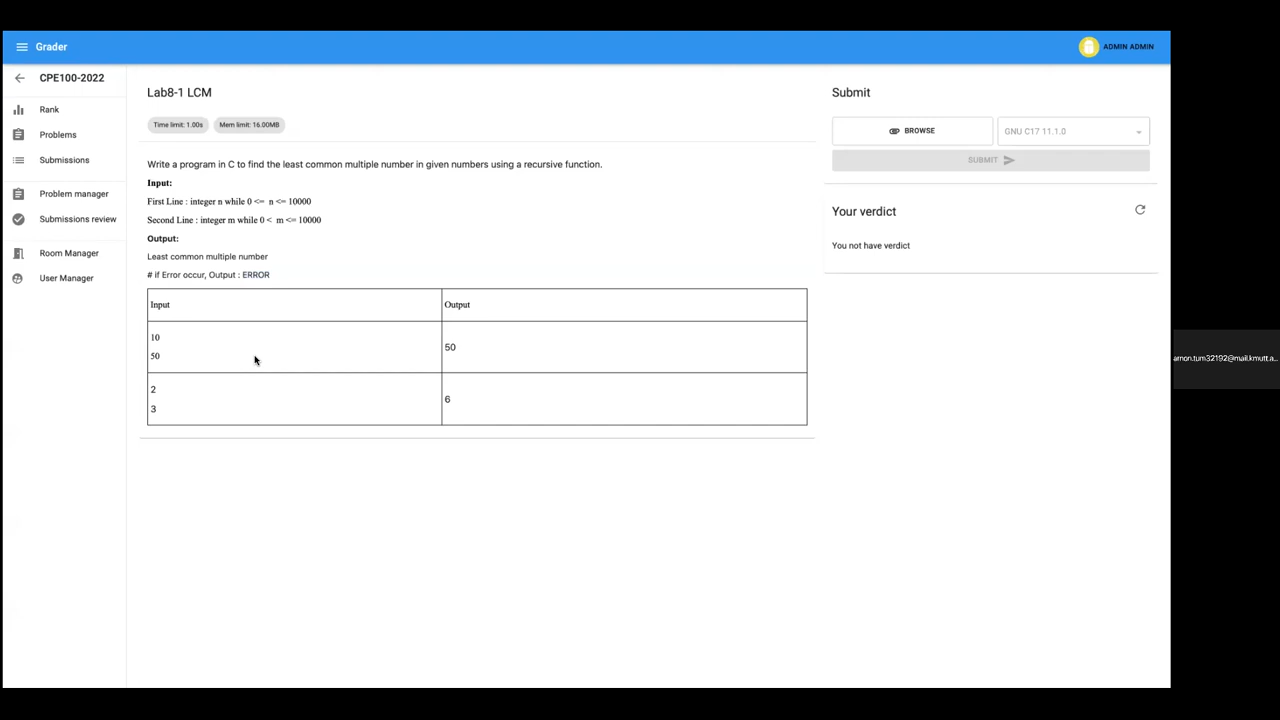 Grader
ADMIN ADMIN
CPE100-2022
Rank
Problems
Submissions
Problem manager
Submissions review
Room Manager
User Manager
Lab8-1 LCM
Time limit: 1.00s
Mem limit: 16.00MB
Write a program in C to find the least common multiple number in given numbers using a recursive function.
Input:
First Line : integer n while 0 <= n <= 10000
Second Line : integer m while 0 < m <= 10000
Output:
Least common multiple number
# if Error occur, Output : ERROR
Input
Output
10
50
50
2
3
6
Submit
BROWSE
GNU C17 11.1.0
SUBMIT
Your verdict
You not have verdict
arnon.tum32192@mail.kmutt.a...